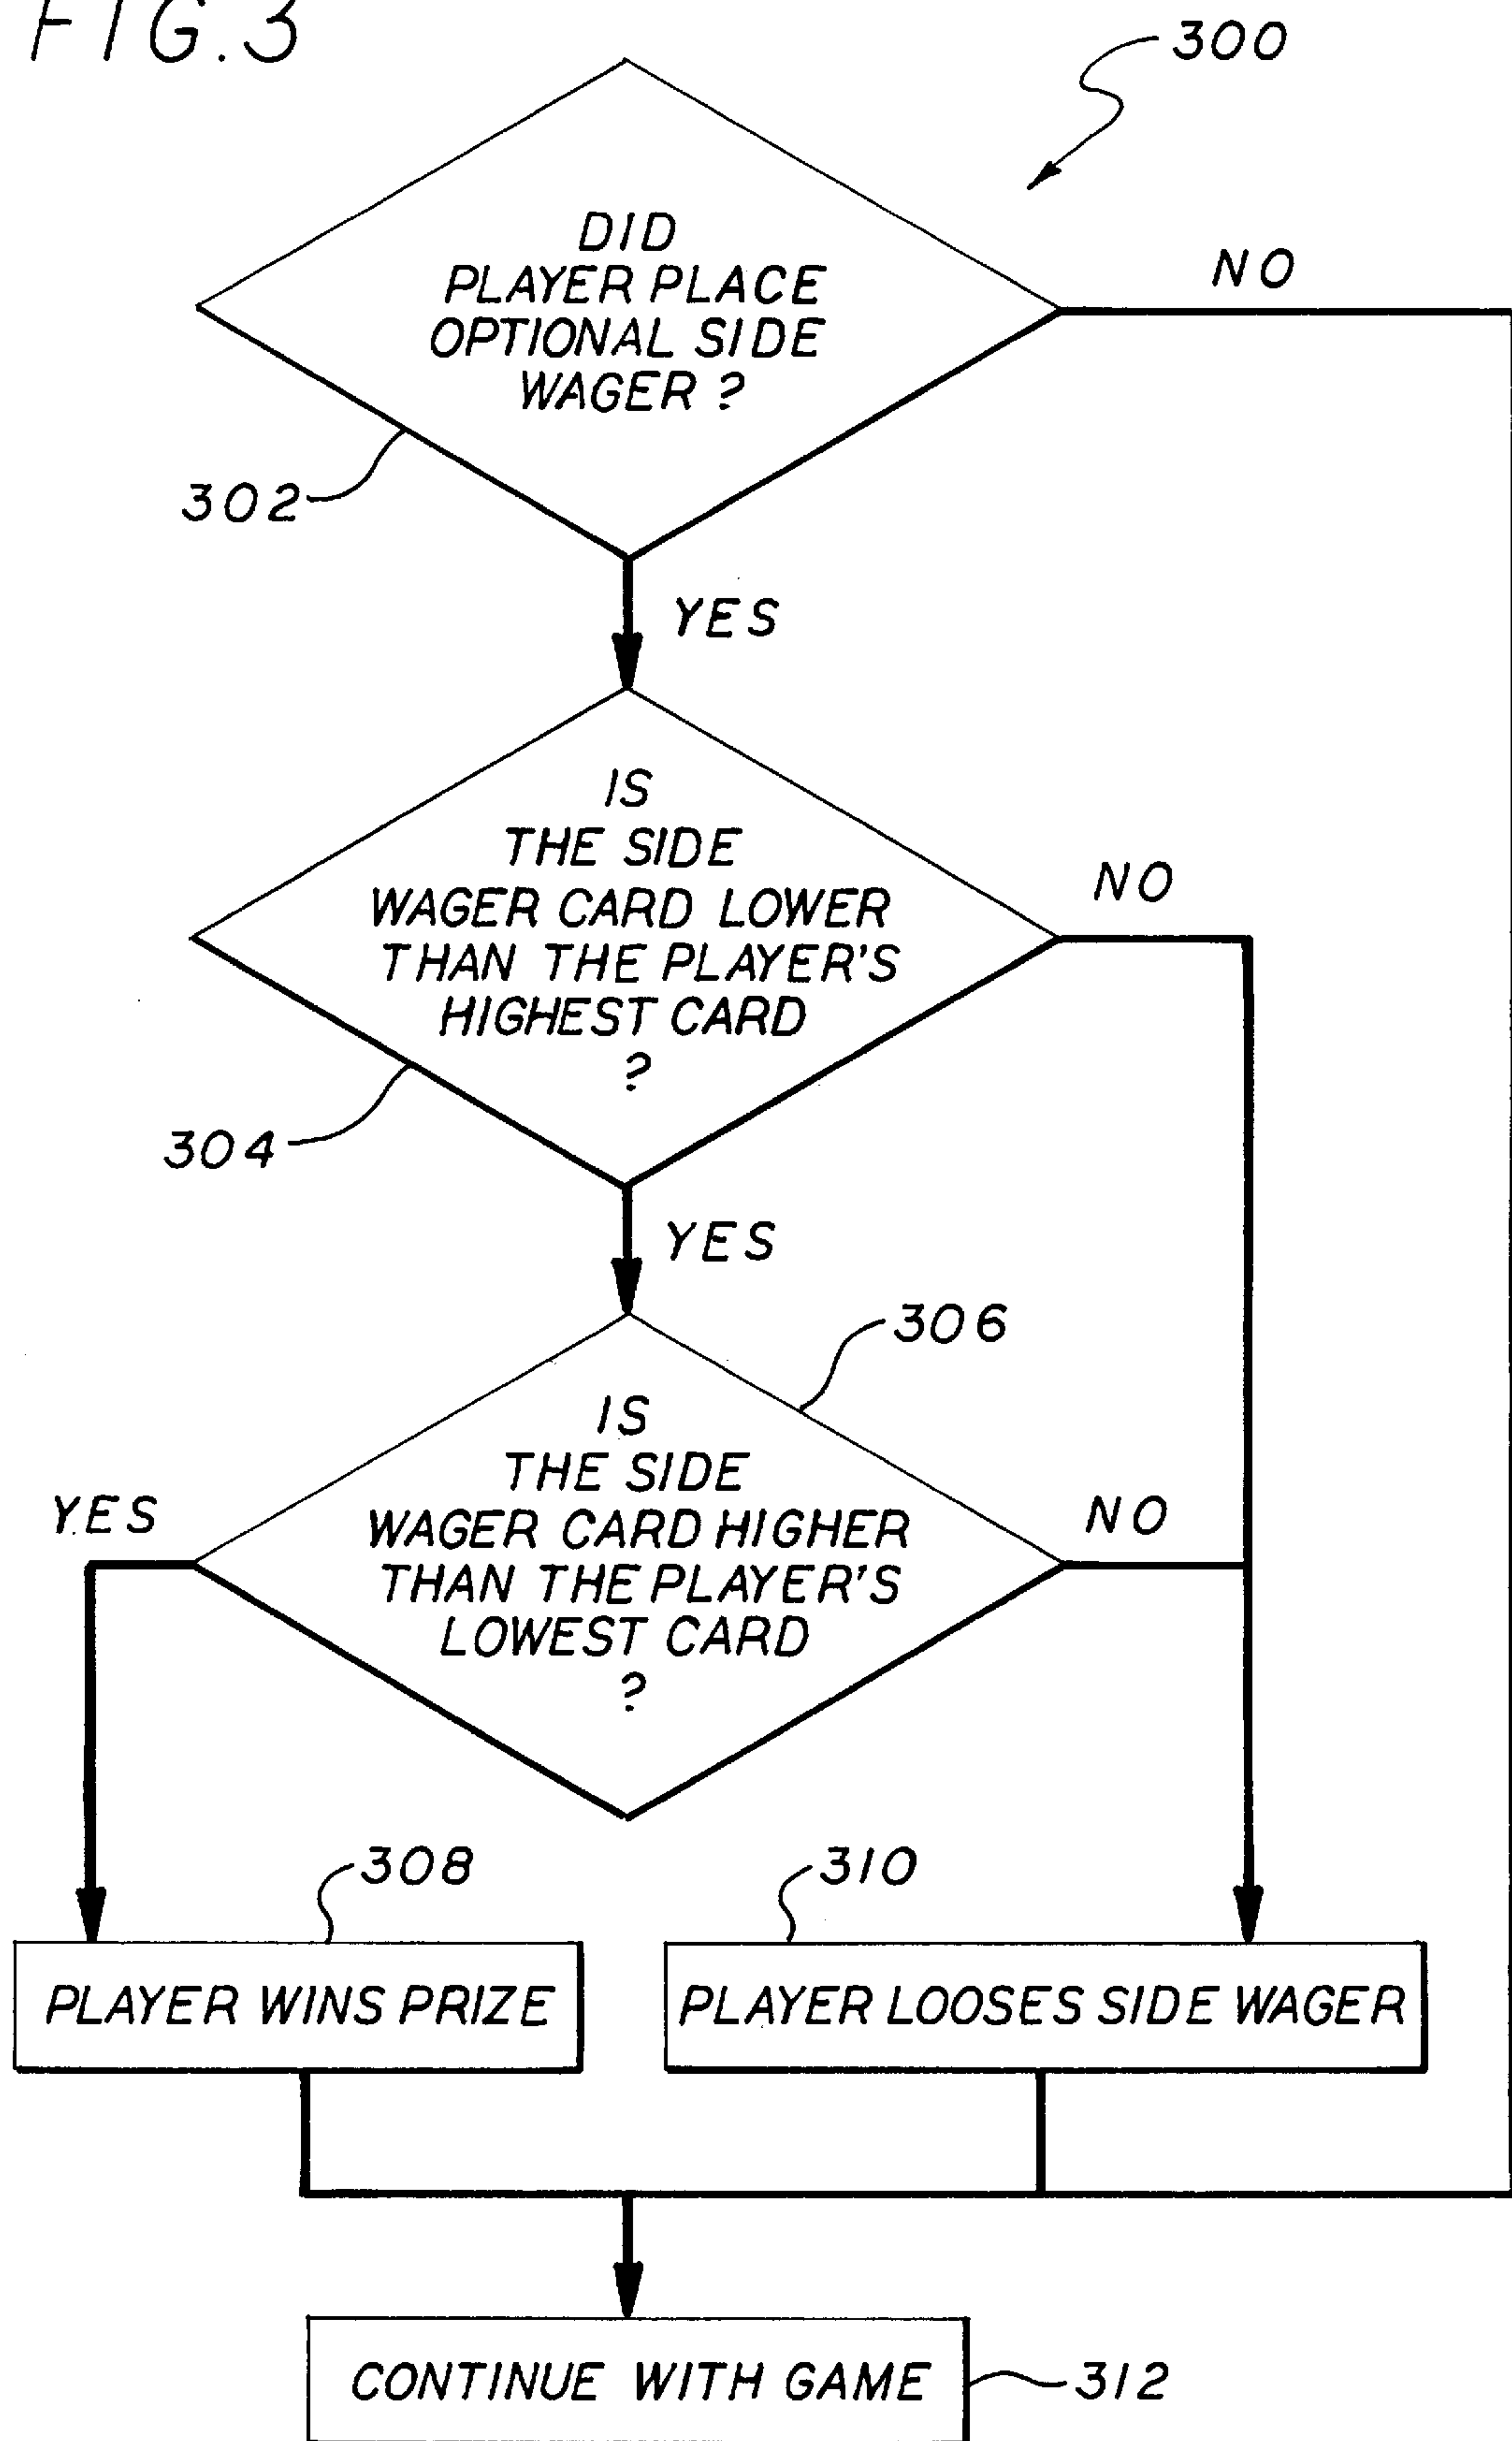 FIG. 3
300
DID
PLAYER PLACE
OPTIONAL SIDE
WAGER ?
NO
302
YES
IS
THE SIDE
WAGER CARD LOWER
THAN THE PLAYER'S
HIGHEST CARD
?
NO
304
YES
306
IS
THE SIDE
WAGER CARD HIGHER
THAN THE PLAYER'S
LOWEST CARD
?
YES
NO
308
310
PLAYER WINS PRIZE
PLAYER LOOSES SIDE WAGER
CONTINUE WITH GAME
312